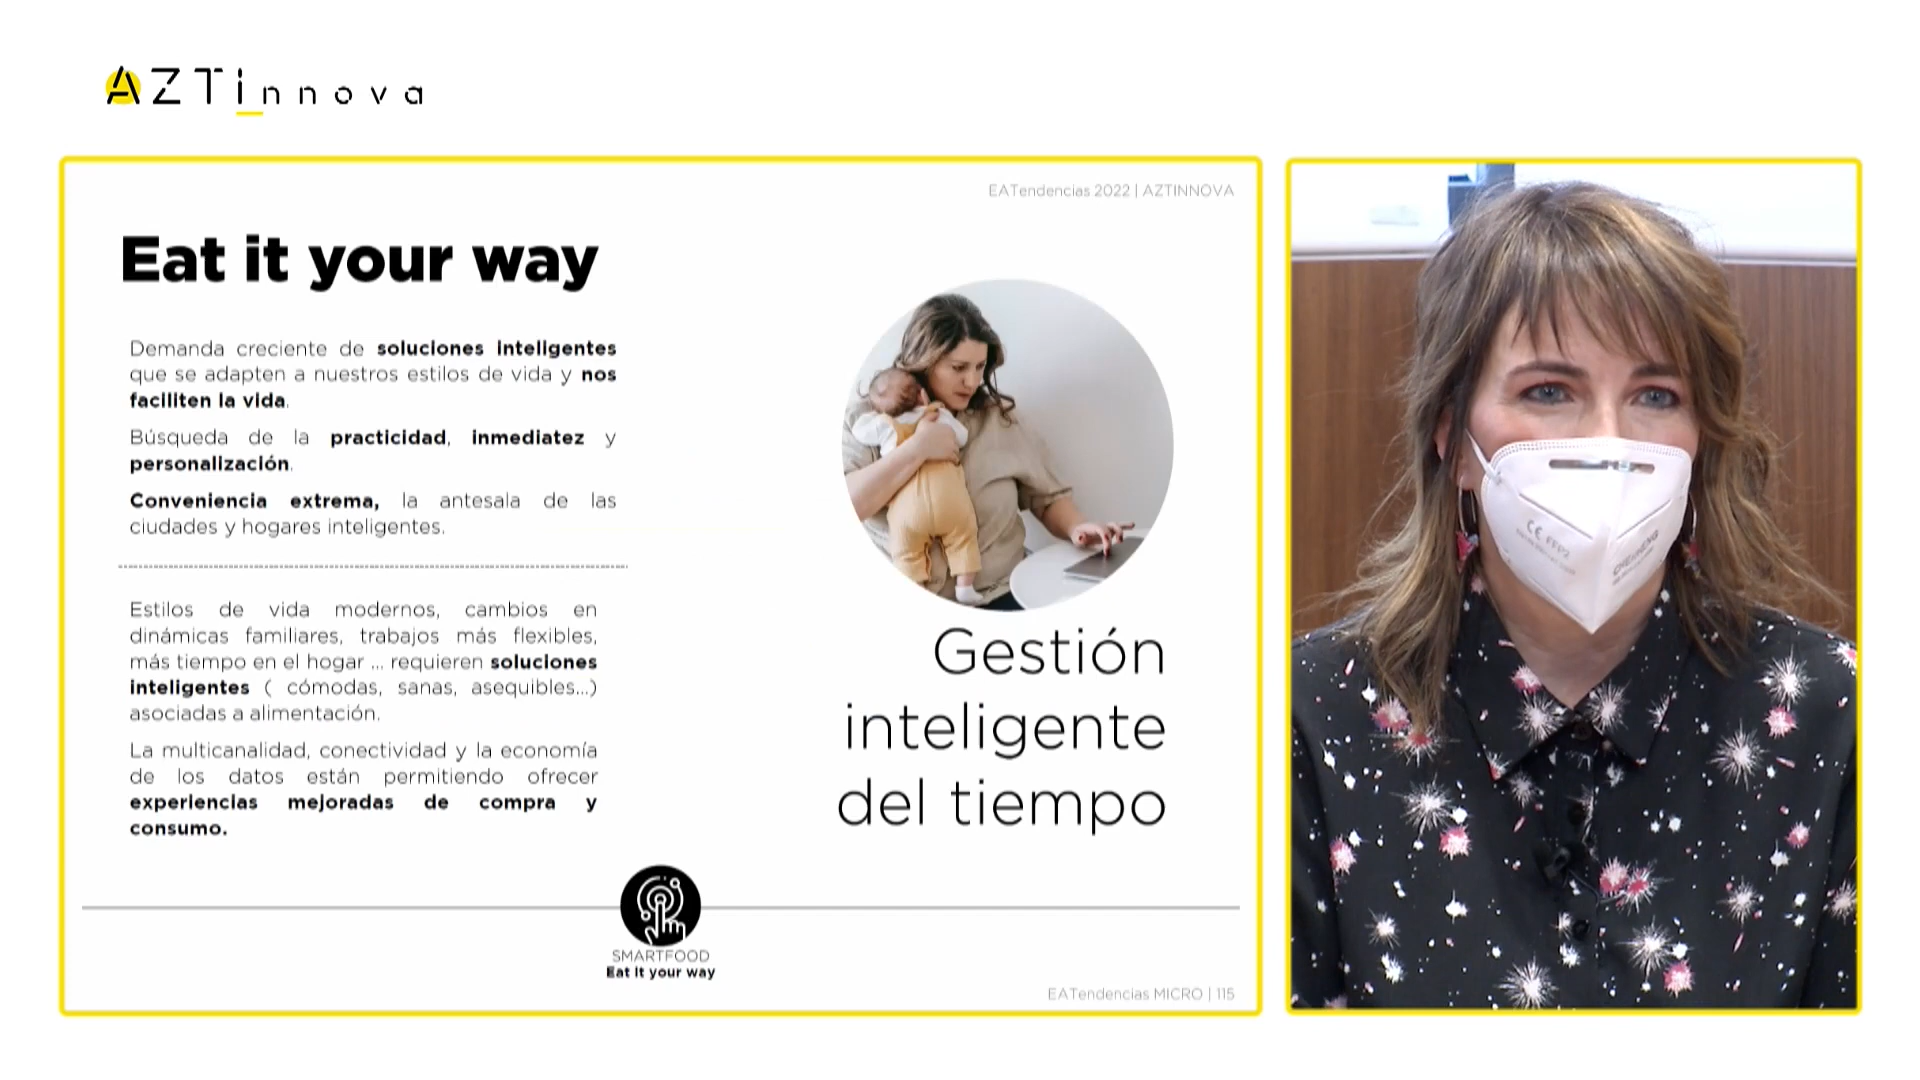 AZTInnova
EATendencias 2022 | AZTINNOVA
Eat it your way
Demanda creciente de soluciones inteligentes
que se adapten a nuestros estilos de vida y nos
faciliten la vida.
Búsqueda de la practicidad, inmediatez y
personalización.
Conveniencia extrema, la antesala de las
ciudades y hogares inteligentes.
Estilos de vida modernos, cambios en
dinámicas familiares, trabajos más flexibles,
más tiempo en el hogar ... requieren soluciones
inteligentes ( cómodas, sanas, asequibles...)
asociadas a alimentación.
La multicanalidad, conectividad y la economía
de los datos están permitiendo ofrecer
experiencias mejoradas de compra y
consumo.
Gestión
inteligente
del tiempo
SMARTFOOD
Eat it your way
EATendencias MICRO | 115
CE FFP2